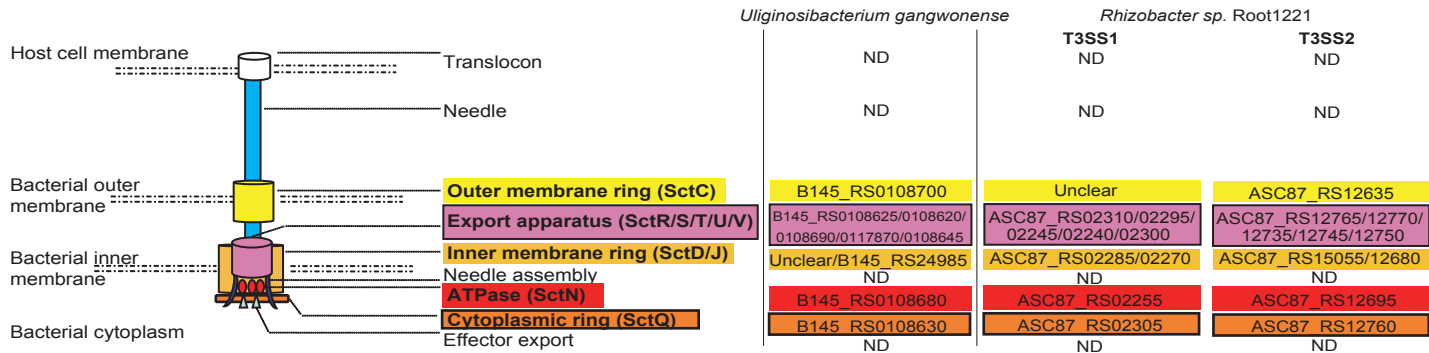 Uliginosibacterium gangwonense
Rhizobacter sp. Root1221
T3SS1
T3SS2
Host cell membrane
Translocon
ND
ND
ND
Needle
ND
ND
ND
Bacterial outer
membrane
Outer membrane ring (SctC)
B145_RS0108700
Unclear
ASC87_RS12635
Export apparatus (SctR/S/T/U/V)
B145_RS0108625/0108620/
0108690/0117870/0108645
ASC87_RS02310/02295/
02245/02240/02300
ASC87_RS12765/12770/
12735/12745/12750
Bacterial inner
membrane
Inner membrane ring (SctD/J)
Unclear/B145_RS24985
ASC87_RS02285/02270
ASC87_RS15055/12680
Needle assembly
ND
ND
ND
ATPase (SctN)
B145_RS0108680
ASC87_RS02255
ASC87_RS12695
Bacterial cytoplasm
Cytoplasmic ring (SctQ)
B145_RS0108630
ASC87_RS02305
ASC87_RS12760
Effector export
ND
ND
ND